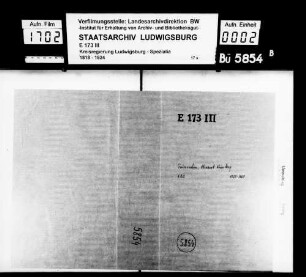 Aufn. Film
1702
Verfilmungsstelle: Landesarchivdirektion BW
-Institut für Erhaltung von Archiv- und Bibliotheksgut-
STAATSARCHIV LUDWIGSBURG
E 173 III
Kreisregierung Ludwigsburg - Spezialia
1818 - 1924
Aufn. Einheit
0002
Bü 5854
B
E 173 III
5854
5854